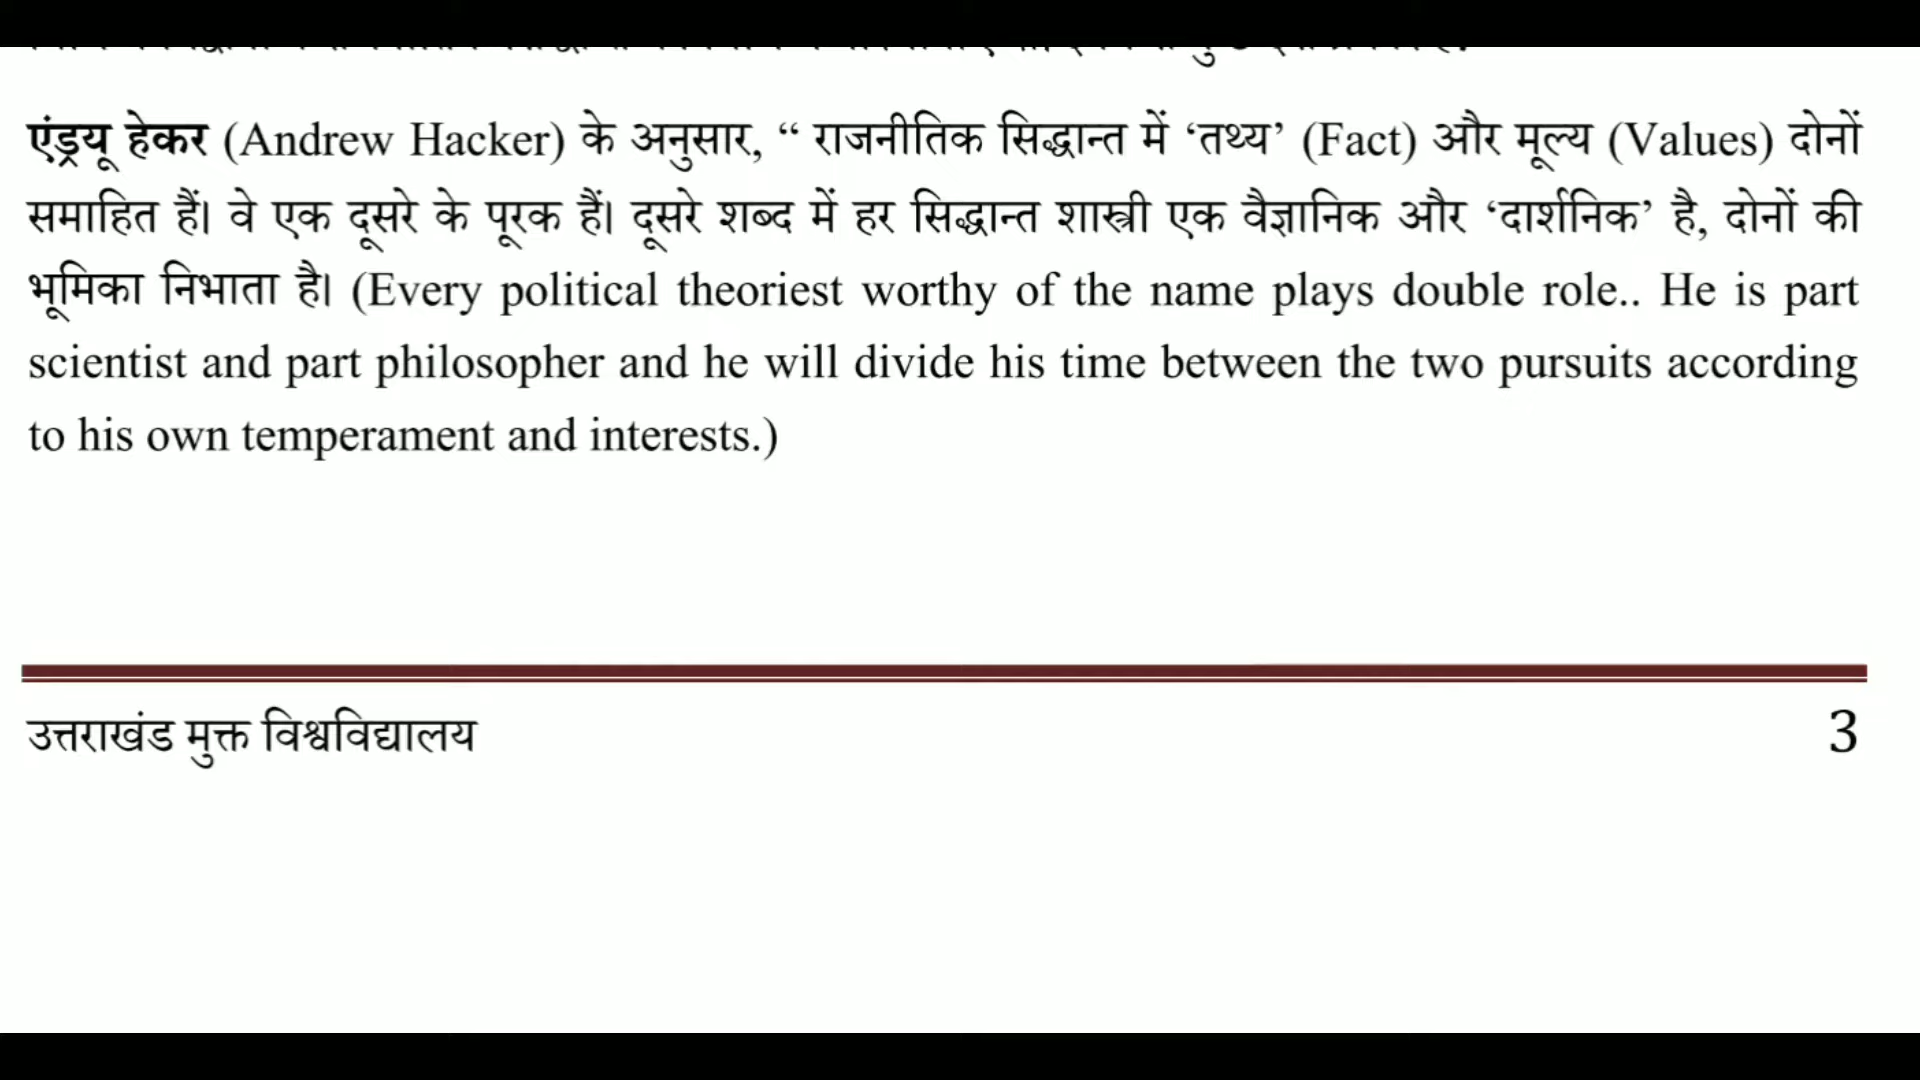 एंड्रयू हेकर (Andrew Hacker) के अनुसार, “ राजनीतिक सिद्धान्त में ‘तथ्य’ (Fact) और मूल्य (Values) दोनों
समाहित हैं। वे एक दूसरे के पूरक हैं। दूसरे शब्द में हर सिद्धान्त शास्त्री एक वैज्ञानिक और ‘दार्शनिक’ है, दोनों की
भूमिका निभाता है। (Every political theoriest worthy of the name plays double role.. He is part
scientist and part philosopher and he will divide his time between the two pursuits according
to his own temperament and interests.)
उत्तराखंड मुक्त विश्वविद्यालय 3